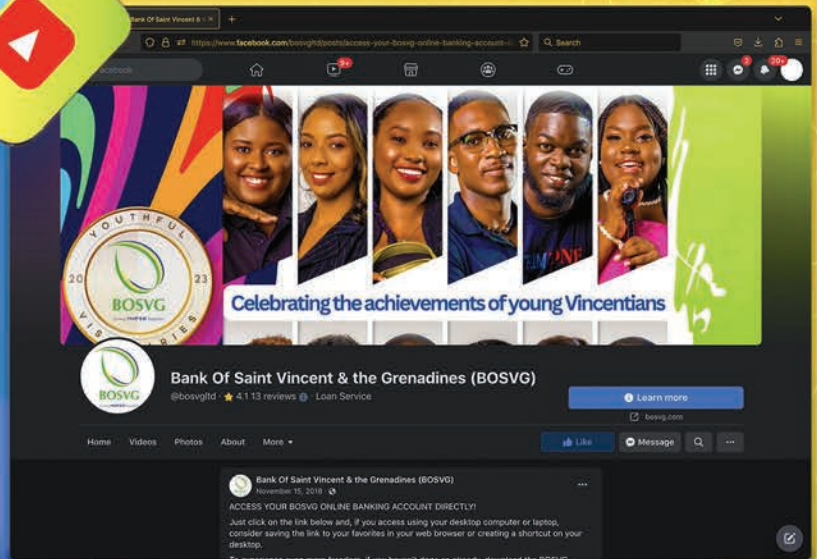 Bank Of Saint Vincent &
https://www.facebook.com/bosvgltd/posts/access-your-bosvg-online-banking-account-d
Search
facebook
9+
2
20+
YOUTHFUL
20 23
BOSVG
Celebrating the achievements of young Vincentians
BOSVG
Bank Of Saint Vincent & the Grenadines (BOSVG)
@bosvgltd · 4.1 13 reviews · Loan Service
Learn more
bosvg.com
Home Videos Photos About More
Like Message
Bank Of Saint Vincent & the Grenadines (BOSVG)
November 15, 2018
ACCESS YOUR BOSVG ONLINE BANKING ACCOUNT DIRECTLY!
Just click on the link below and, if you access using your desktop computer or laptop,
consider saving the link to your favorites in your web browser or creating a shortcut on your
desktop.